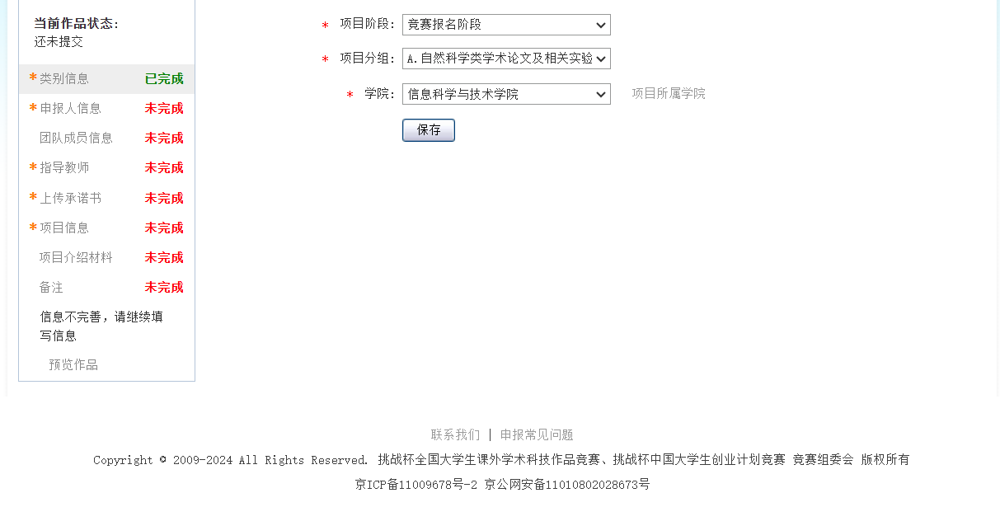 当前作品状态:
还未提交
* 类别信息 已完成
* 申报人信息 未完成
团队成员信息 未完成
* 指导教师 未完成
* 上传承诺书 未完成
* 项目信息 未完成
项目介绍材料 未完成
备注 未完成
信息不完善，请继续填
写信息
预览作品
* 项目阶段: 竞赛报名阶段
* 项目分组: A.自然科学类学术论文及相关实验
* 学院: 信息科学与技术学院 项目所属学院
保存
联系我们 | 申报常见问题
Copyright © 2009-2024 All Rights Reserved. 挑战杯全国大学生课外学术科技作品竞赛、挑战杯中国大学生创业计划竞赛 竞赛组委会 版权所有
京ICP备11009678号-2 京公网安备11010802028673号